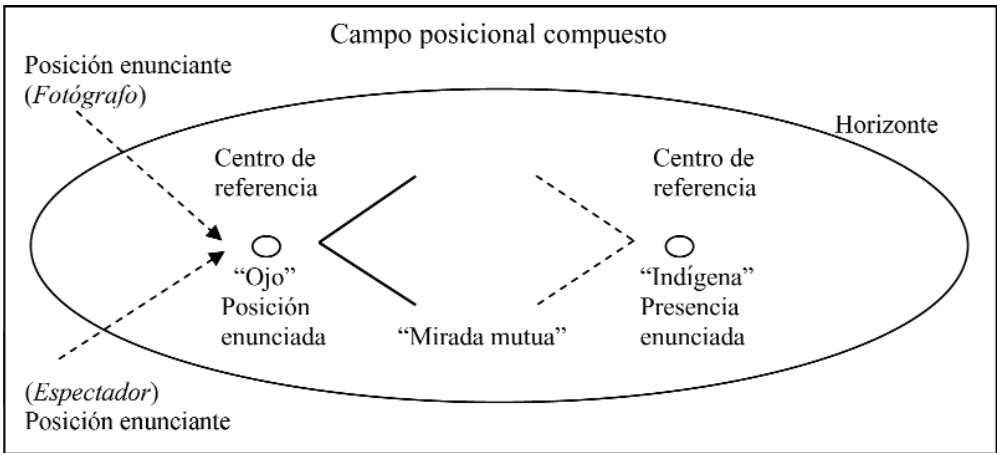 Campo posicional compuesto
Posición enunciante
(Fotógrafo)
Horizonte
Centro de
referencia
Centro de
referencia
“Ojo”
Posición
enunciada
“Mirada mutua”
“Indígena”
Presencia
enunciada
(Espectador)
Posición enunciante